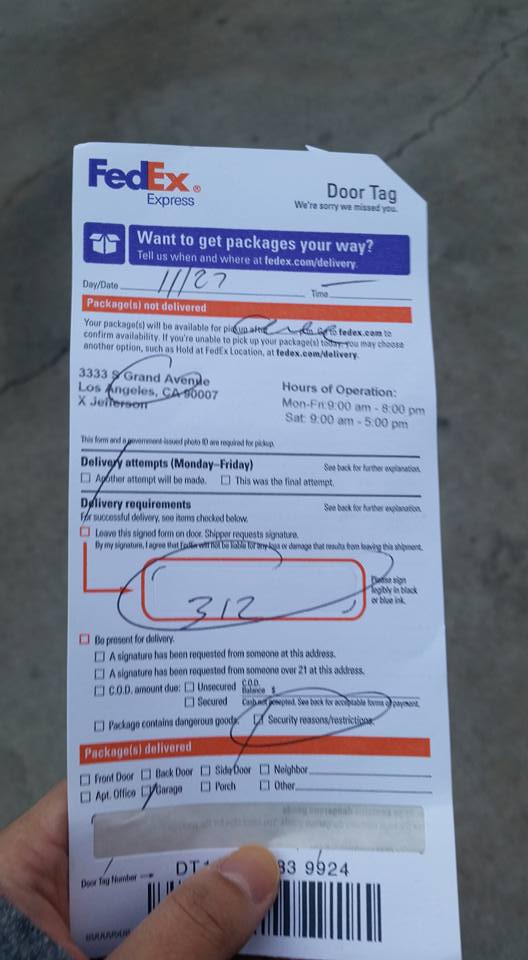 FedEx®
Express
Door Tag
We're sorry we missed you.
Want to get packages your way?
Tell us when and where at fedex.com/delivery.
Day/Date 11/27 Time
Package(s) not delivered
Your package(s) will be available for pickup after to fedex.com to
confirm availability. If you're unable to pick up your package(s) today, you may choose
another option, such as Hold at FedEx Location, at fedex.com/delivery.
3333 S Grand Avenue
Los Angeles, CA 90007
X Jefferson
Hours of Operation:
Mon-Fri:9:00 am - 8:00 pm
Sat: 9:00 am - 5:00 pm
This form and a government-issued photo ID are required for pickup.
Delivery attempts (Monday–Friday) See back for further explanation.
Another attempt will be made. This was the final attempt.
Delivery requirements See back for further explanation.
For successful delivery, see items checked below.
Leave this signed form on door. Shipper requests signature.
By my signature, I agree that FedEx will not be liable for any loss or damage that results from leaving this shipment.
312
Please sign
legibly in black
or blue ink.
Be present for delivery.
A signature has been requested from someone at this address.
A signature has been requested from someone over 21 at this address.
C.O.D. amount due: Unsecured C.O.D. Balance $
Secured Cash not accepted. See back for acceptable forms of payment.
Package contains dangerous goods. Security reasons/restrictions.
Package(s) delivered
Front Door Back Door Side Door Neighbor
Apt. Office Garage Porch Other
Door Tag Number DT 83 9924